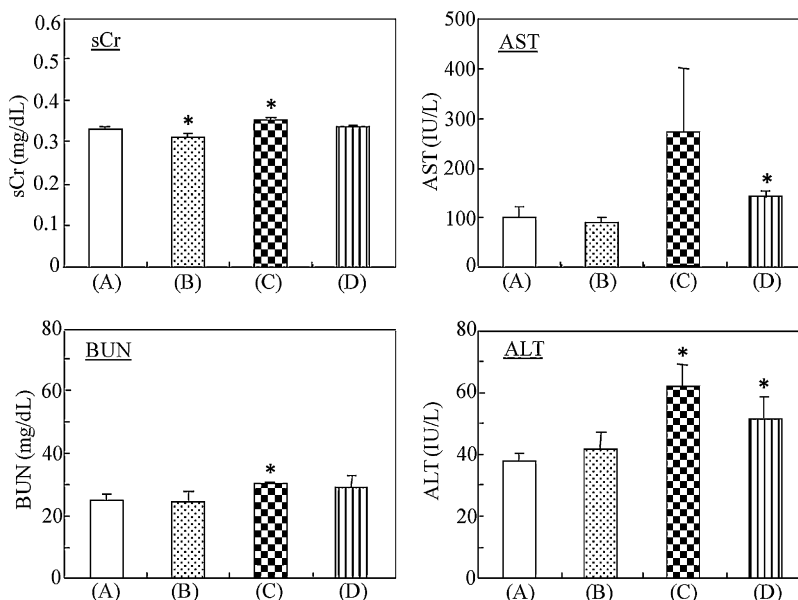 0.6
0.5
0.4
0.3
0.2
0.1
0
sCr (mg/dL)
sCr
*
*
(A) (B) (C) (D)
500
400
300
200
100
0
AST (IU/L)
AST
*
(A) (B) (C) (D)
80
60
40
20
0
BUN (mg/dL)
BUN
*
(A) (B) (C) (D)
80
60
40
20
0
ALT (IU/L)
ALT
*
*
(A) (B) (C) (D)